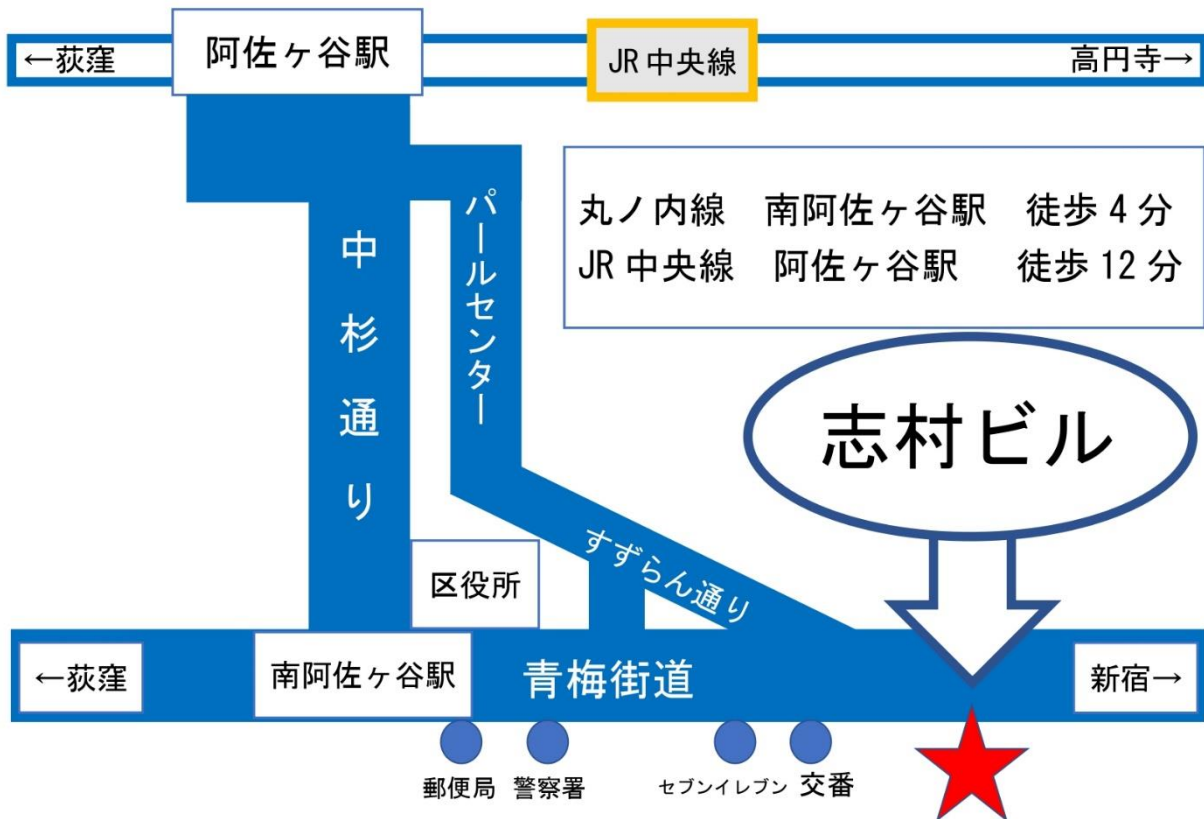 ←荻窪
阿佐ヶ谷駅
JR中央線
高円寺→
丸ノ内線 南阿佐ヶ谷駅 徒歩4分
JR中央線 阿佐ヶ谷駅 徒歩12分
中杉通り
パールセンター
志村ビル
すずらん通り
区役所
←荻窪
南阿佐ヶ谷駅
青梅街道
新宿→
郵便局
警察署
セブンイレブン
交番